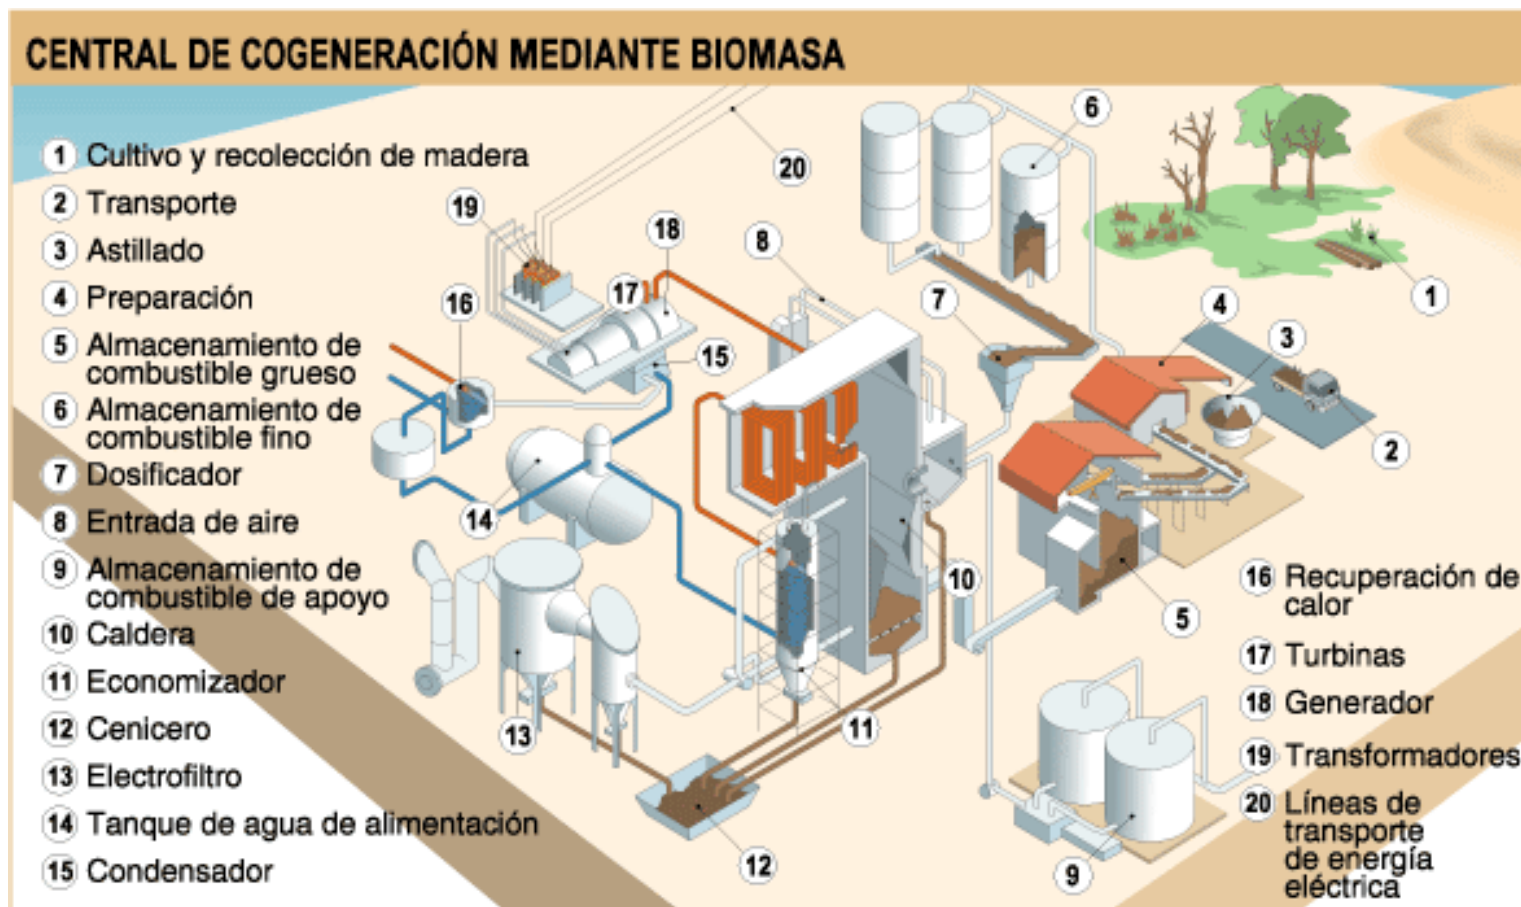 CENTRAL DE COGENERACIÓN MEDIANTE BIOMASA
1 Cultivo y recolección de madera
2 Transporte
3 Astillado
4 Preparación
5 Almacenamiento de
combustible grueso
6 Almacenamiento de
combustible fino
7 Dosificador
8 Entrada de aire
9 Almacenamiento de
combustible de apoyo
10 Caldera
11 Economizador
12 Cenicero
13 Electrofiltro
14 Tanque de agua de alimentación
15 Condensador
16 Recuperación de
calor
17 Turbinas
18 Generador
19 Transformadores
20 Líneas de
transporte
de energía
eléctrica
6
20
19
18
8
17
16
1
7
4
15
3
2
14
10
5
13
11
12
9